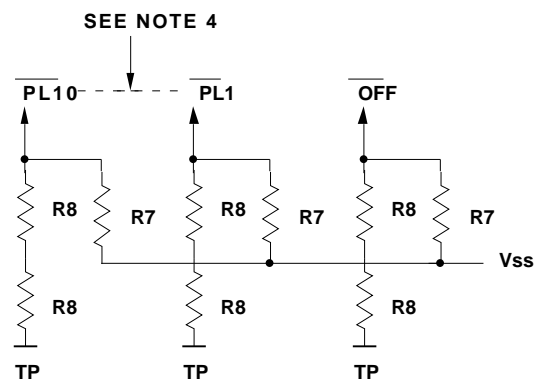 SEE NOTE 4
PL10 PL1 OFF
R8 R7 R8 R7 R8 R7
Vss
R8 R8 R8
TP TP TP